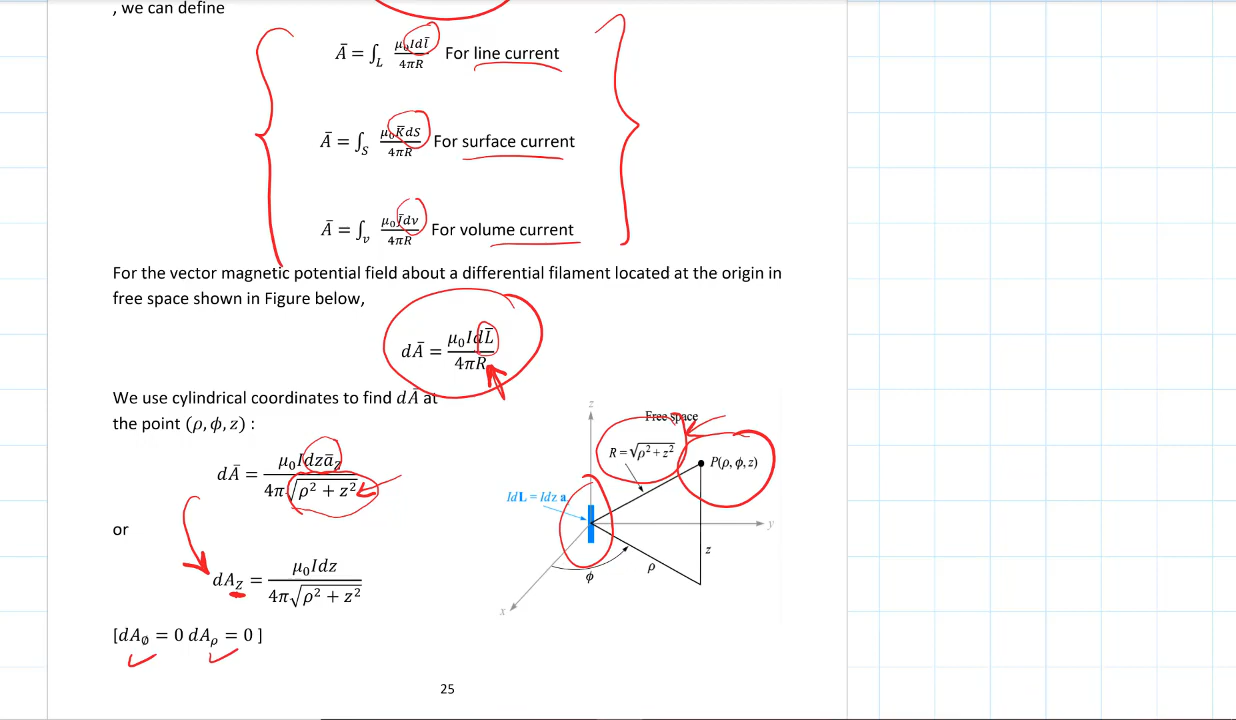 , we can define
Ā = ∫_L μ₀Idl̄ / 4πR For line current
Ā = ∫_S μ₀K̄dS / 4πR For surface current
Ā = ∫_v μ₀J̄dv / 4πR For volume current
For the vector magnetic potential field about a differential filament located at the origin in
free space shown in Figure below,
dĀ = μ₀IdL̄ / 4πR
We use cylindrical coordinates to find dĀ at
the point (ρ, ϕ, z) :
dĀ = μ₀Idzā_z / 4π√(ρ² + z²)
or
dA_z = μ₀Idz / 4π√(ρ² + z²)
[dA_∅ = 0 dA_ρ = 0 ]
z
Free space
R = √(ρ² + z²)
P(ρ, ϕ, z)
IdL = Idz a
y
z
ρ
ϕ
x
25